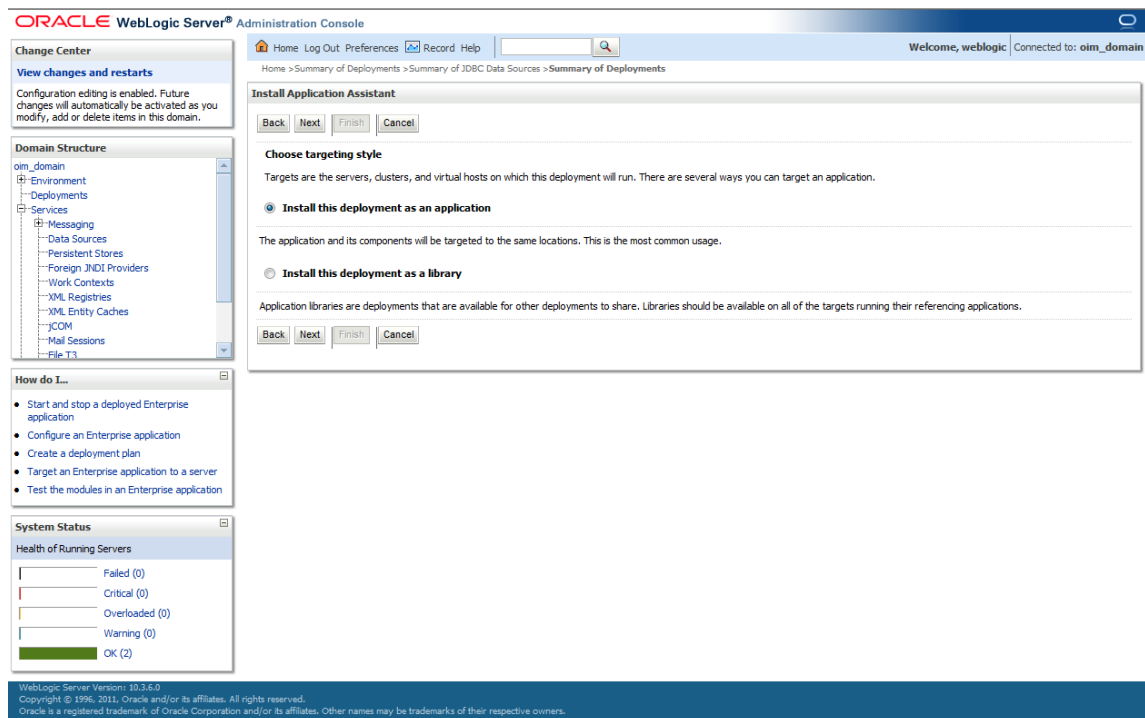 ORACLE WebLogic Server® Administration Console
Change Center
View changes and restarts
Configuration editing is enabled. Future
changes will automatically be activated as you
modify, add or delete items in this domain.
Domain Structure
oim_domain
Environment
Deployments
Services
Messaging
Data Sources
Persistent Stores
Foreign JNDI Providers
Work Contexts
XML Registries
XML Entity Caches
jCOM
Mail Sessions
File T3
How do I...
Start and stop a deployed Enterprise
application
Configure an Enterprise application
Create a deployment plan
Target an Enterprise application to a server
Test the modules in an Enterprise application
System Status
Health of Running Servers
Failed (0)
Critical (0)
Overloaded (0)
Warning (0)
OK (2)
Home Log Out Preferences Record Help
Welcome, weblogic Connected to: oim_domain
Home >Summary of Deployments >Summary of JDBC Data Sources >Summary of Deployments
Install Application Assistant
Back Next Finish Cancel
Choose targeting style
Targets are the servers, clusters, and virtual hosts on which this deployment will run. There are several ways you can target an application.
Install this deployment as an application
The application and its components will be targeted to the same locations. This is the most common usage.
Install this deployment as a library
Application libraries are deployments that are available for other deployments to share. Libraries should be available on all of the targets running their referencing applications.
Back Next Finish Cancel
WebLogic Server Version: 10.3.6.0
Copyright © 1996, 2011, Oracle and/or its affiliates. All rights reserved.
Oracle is a registered trademark of Oracle Corporation and/or its affiliates. Other names may be trademarks of their respective owners.